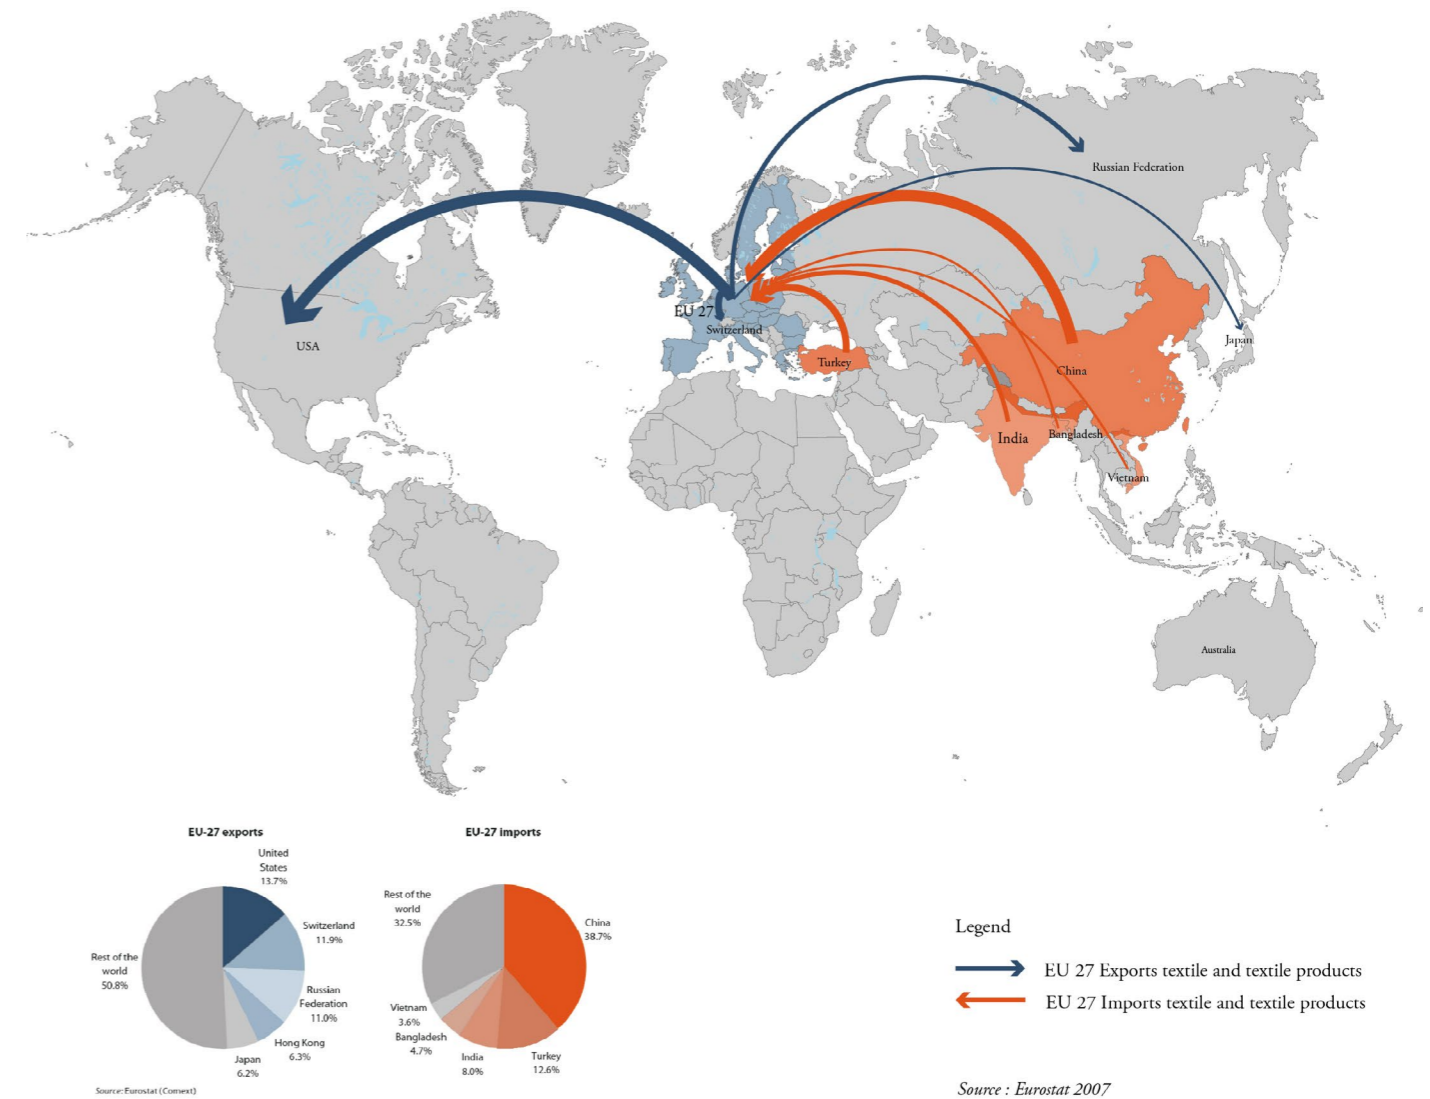 Russian Federation
EU 27
Switzerland
USA
Turkey
Japan
China
India
Bangladesh
Vietnam
Australia
EU-27 exports
United
States
13.7%
Switzerland
11.9%
Russian
Federation
11.0%
Hong Kong
6.3%
Japan
6.2%
Rest of the
world
50.8%
Source: Eurostat (Comext)
EU-27 imports
Rest of the
world
32.5%
China
38.7%
Vietnam
3.6%
Bangladesh
4.7%
India
8.0%
Turkey
12.6%
Legend
EU 27 Exports textile and textile products
EU 27 Imports textile and textile products
Source : Eurostat 2007